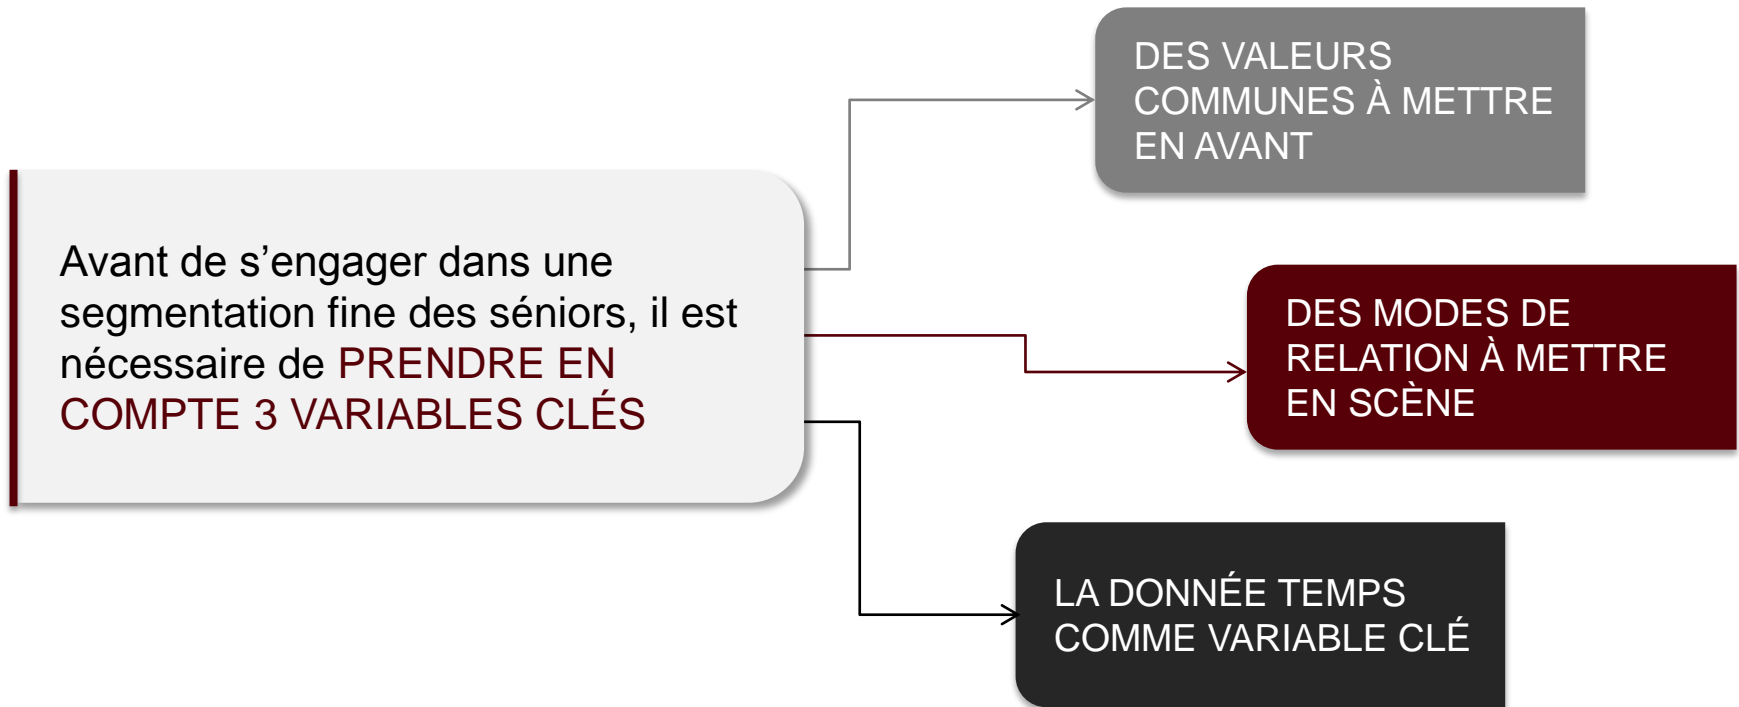 DES VALEURS
COMMUNES À METTRE
EN AVANT
Avant de s’engager dans une
segmentation fine des séniors, il est
nécessaire de PRENDRE EN
COMPTE 3 VARIABLES CLÉS
DES MODES DE
RELATION À METTRE
EN SCÈNE
LA DONNÉE TEMPS
COMME VARIABLE CLÉ